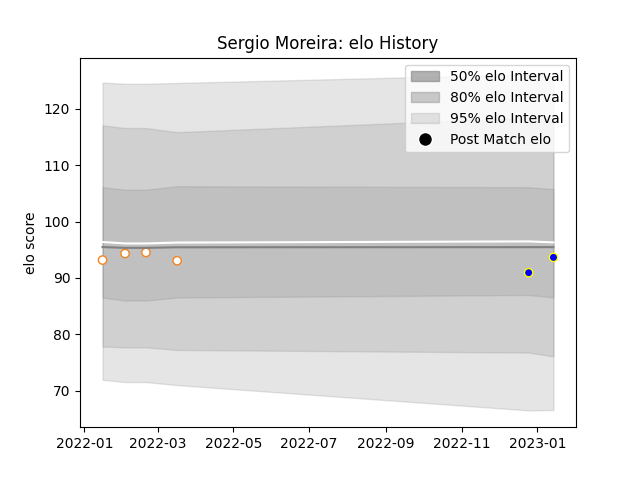 Sergio Moreira: elo History
50% elo Interval
80% elo Interval
95% elo Interval
Post Match elo
elo score
120
110
100
90
80
70
2022-01
2022-03
2022-05
2022-07
2022-09
2022-11
2023-01